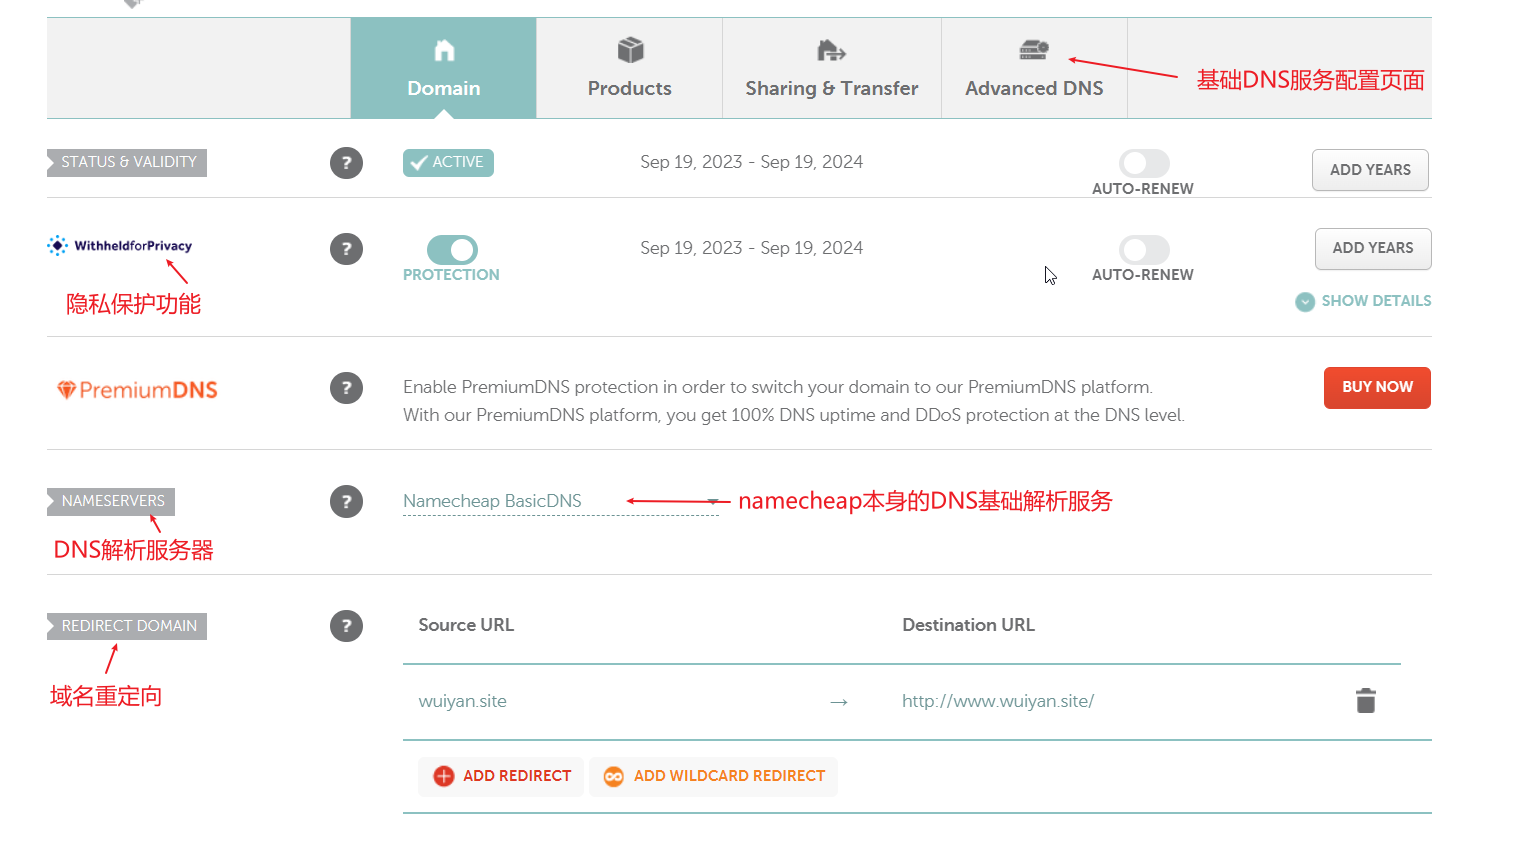 Domain
Products
Sharing & Transfer
Advanced DNS
基础DNS服务配置页面
STATUS & VALIDITY
?
ACTIVE
Sep 19, 2023 - Sep 19, 2024
AUTO-RENEW
ADD YEARS
WithheldforPrivacy
?
PROTECTION
Sep 19, 2023 - Sep 19, 2024
AUTO-RENEW
ADD YEARS
隐私保护功能
SHOW DETAILS
PremiumDNS
?
Enable PremiumDNS protection in order to switch your domain to our PremiumDNS platform.
With our PremiumDNS platform, you get 100% DNS uptime and DDoS protection at the DNS level.
BUY NOW
NAMESERVERS
?
Namecheap BasicDNS
namecheap本身的DNS基础解析服务
DNS解析服务器
REDIRECT DOMAIN
?
Source URL
Destination URL
域名重定向
wuiyan.site
→
http://www.wuiyan.site/
ADD REDIRECT
ADD WILDCARD REDIRECT